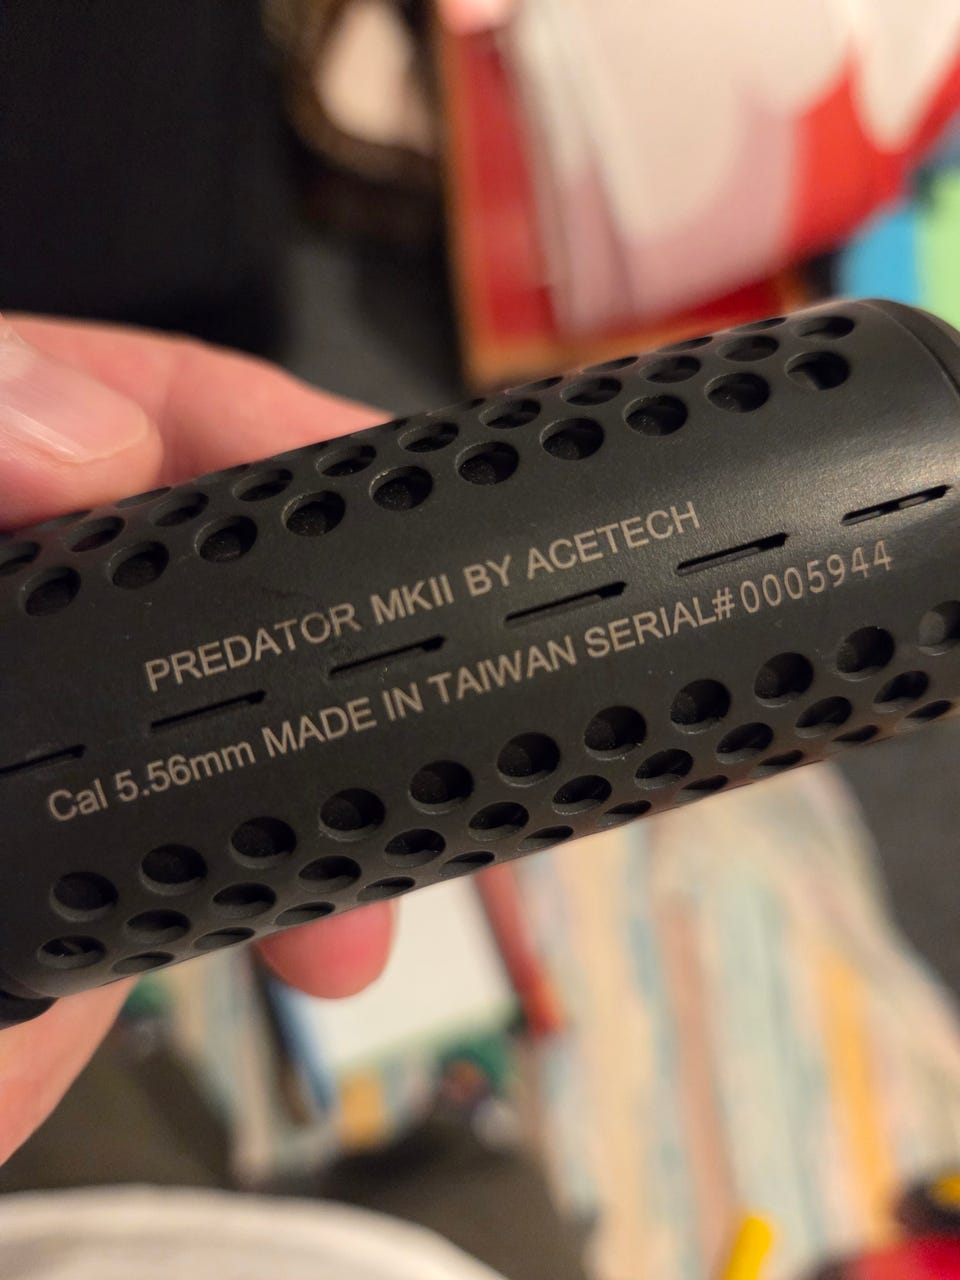 PREDATOR MKII BY ACETECH
Cal 5.56mm MADE IN TAIWAN SERIAL#0005944